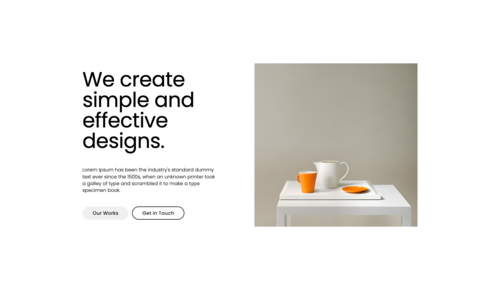 We create
simple and
effective
designs.
Lorem Ipsum has been the industry's standard dummy
text ever since the 1500s, when an unknown printer took
a galley of type and scrambled it to make a type
specimen book.
Our Works
Get in Touch